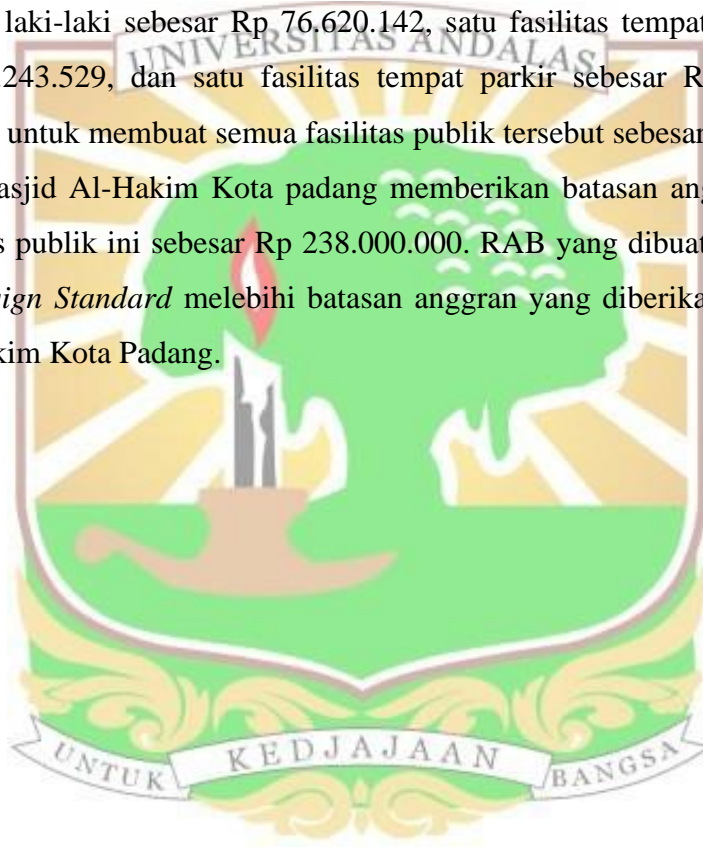 laki-laki sebesar Rp 76.620.142, satu fasilitas tempat
UNIVERSITAS ANDALAS
243.529, dan satu fasilitas tempat parkir sebesar R
untuk membuat semua fasilitas publik tersebut sebesar
asjid Al-Hakim Kota padang memberikan batasan ang
s publik ini sebesar Rp 238.000.000. RAB yang dibuat
ign Standard melebihi batasan anggran yang diberika
kim Kota Padang.
UNTUK KEDJAJAAN BANGSA